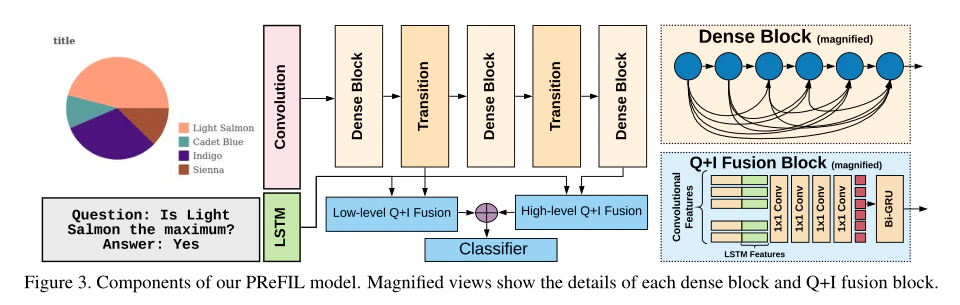 title
Light Salmon
Cadet Blue
Indigo
Sienna
Question: Is Light
Salmon the maximum?
Answer: Yes
Convolution
LSTM
Dense Block
Transition
Dense Block
Transition
Dense Block
Low-level Q+I Fusion
High-level Q+I Fusion
Classifier
Dense Block (magnified)
Q+I Fusion Block (magnified)
Convolutional
Features
1x1 Conv
1x1 Conv
1x1 Conv
1x1 Conv
Bi-GRU
LSTM Features
Figure 3. Components of our PReFIL model. Magnified views show the details of each dense block and Q+I fusion block.